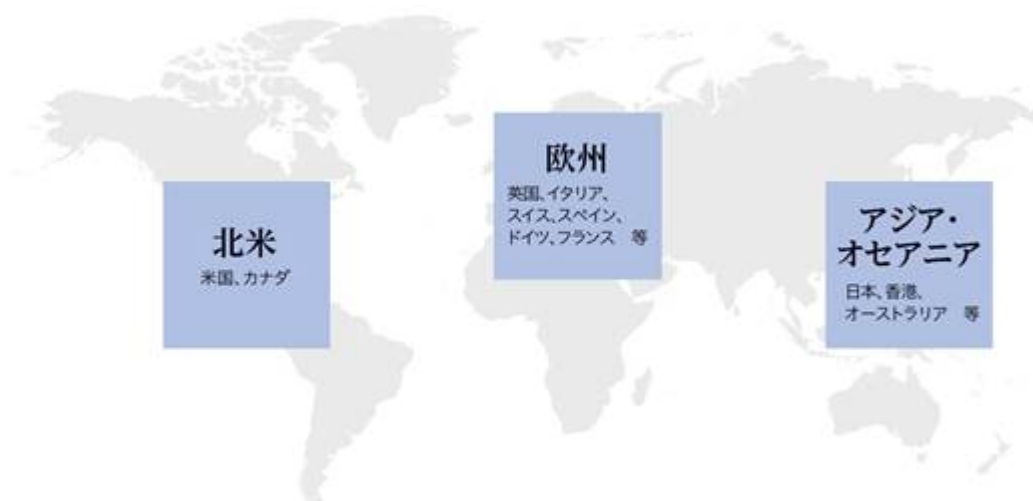 北米
米国、カナダ
欧州
英国、イタリア、
スイス、スペイン、
ドイツ、フランス　等
アジア・
オセアニア
日本、香港、
オーストラリア　等